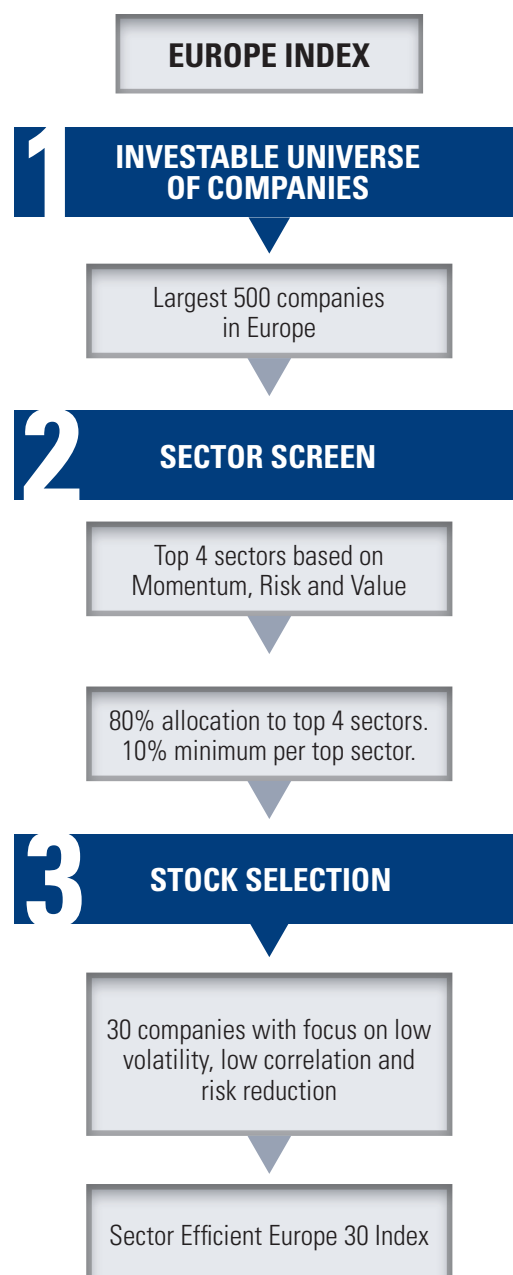 EUROPE INDEX
1
INVESTABLE UNIVERSE
OF COMPANIES
Largest 500 companies
in Europe
2
SECTOR SCREEN
Top 4 sectors based on
Momentum, Risk and Value
80% allocation to top 4 sectors.
10% minimum per top sector.
3
STOCK SELECTION
30 companies with focus on low
volatility, low correlation and
risk reduction
Sector Efficient Europe 30 Index